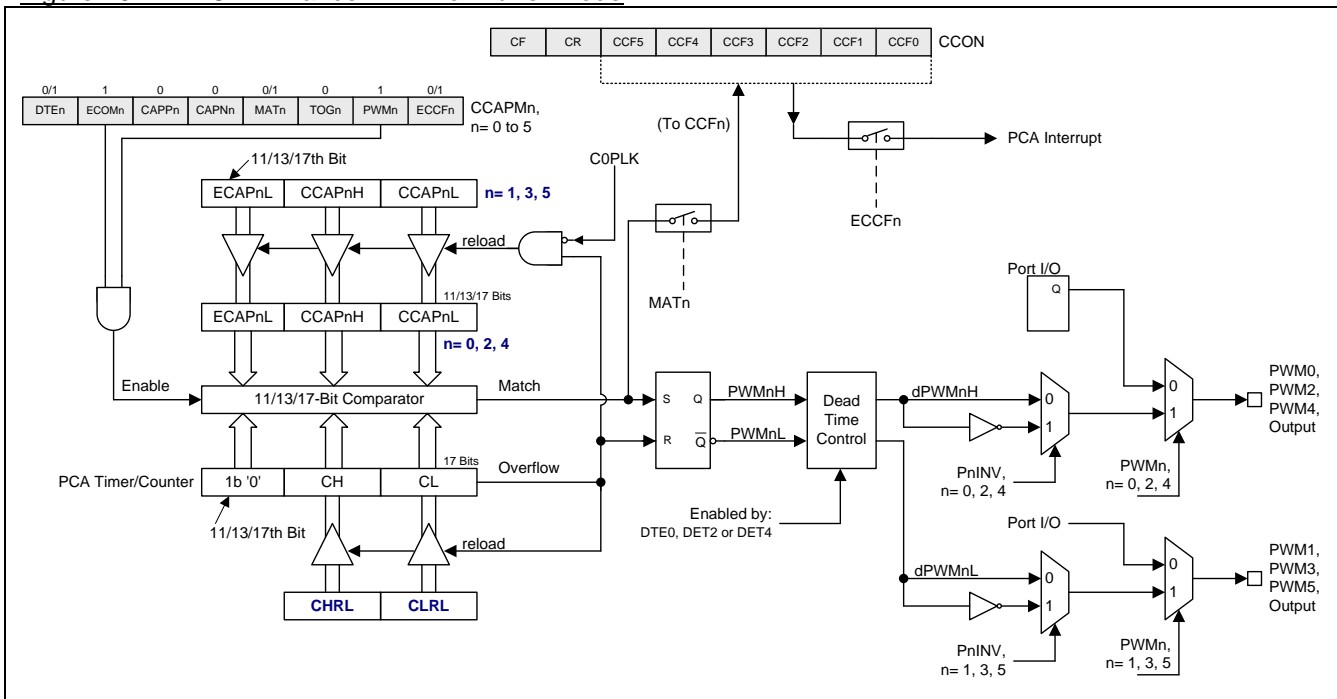 CF CR CCF5 CCF4 CCF3 CCF2 CCF1 CCF0 CCON
0/1 1 0 0 0/1 0 1 0/1
DTEn ECOMn CAPPn CAPNn MATn TOGn PWMn ECCFn
CCAPMn,
n= 0 to 5
(To CCFn)
PCA Interrupt
ECCFn
11/13/17th Bit
C0PLK
ECAPnL CCAPnH CCAPnL n= 1, 3, 5
reload
MATn
11/13/17 Bits
ECAPnL CCAPnH CCAPnL
n= 0, 2, 4
Enable
11/13/17-Bit Comparator
Match
S Q
R Q
PWMnH
PWMnL
Dead
Time
Control
dPWMnH
dPWMnL
Port I/O
Q
0
1
0
1
PWM0,
PWM2,
PWM4,
Output
PnINV,
n= 0, 2, 4
PWMn,
n= 0, 2, 4
17 Bits
PCA Timer/Counter 1b '0' CH CL
Overflow
11/13/17th Bit
reload
CHRL CLRL
Enabled by:
DTE0, DET2 or DET4
Port I/O
0
1
0
1
PWM1,
PWM3,
PWM5,
Output
PnINV,
n= 1, 3, 5
PWMn,
n= 1, 3, 5